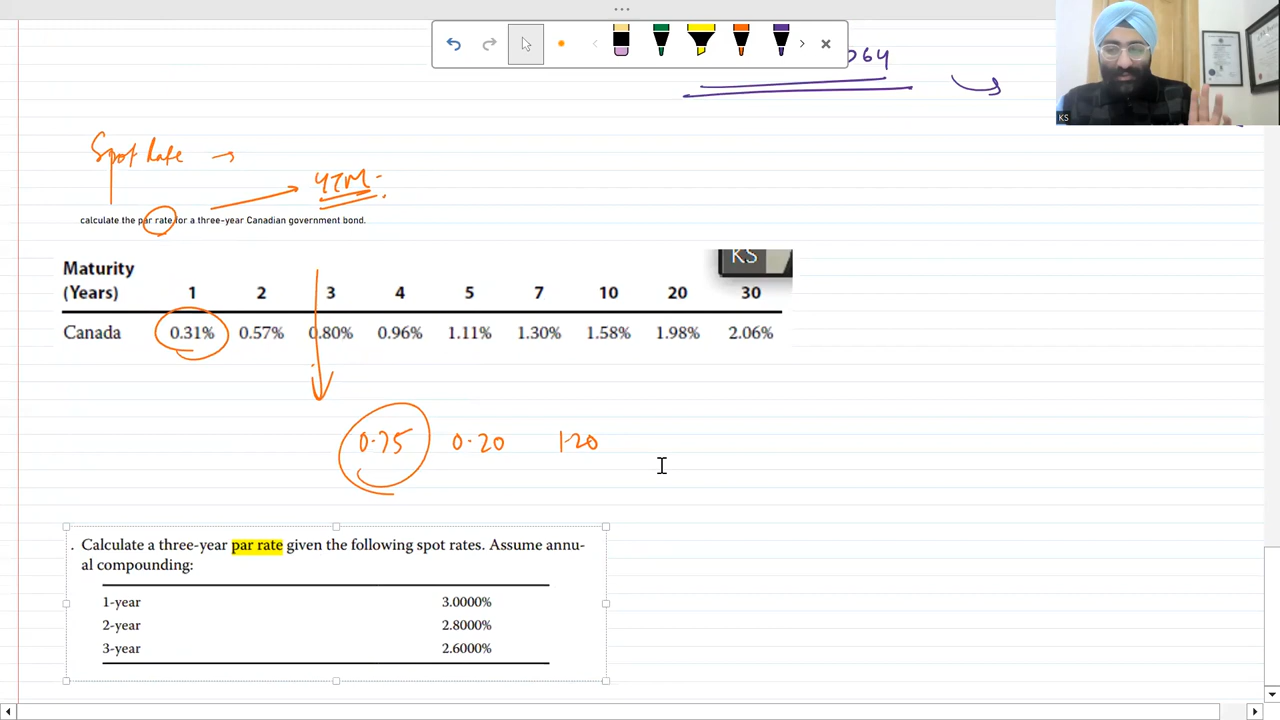 064
KS
Spot Rate →
YTM
calculate the par rate for a three-year Canadian government bond.
KS
Maturity
(Years) 1 2 3 4 5 7 10 20 30
Canada 0.31% 0.57% 0.80% 0.96% 1.11% 1.30% 1.58% 1.98% 2.06%
0.75 0.20 1.20
. Calculate a three-year par rate given the following spot rates. Assume annu-
al compounding:
1-year 3.0000%
2-year 2.8000%
3-year 2.6000%